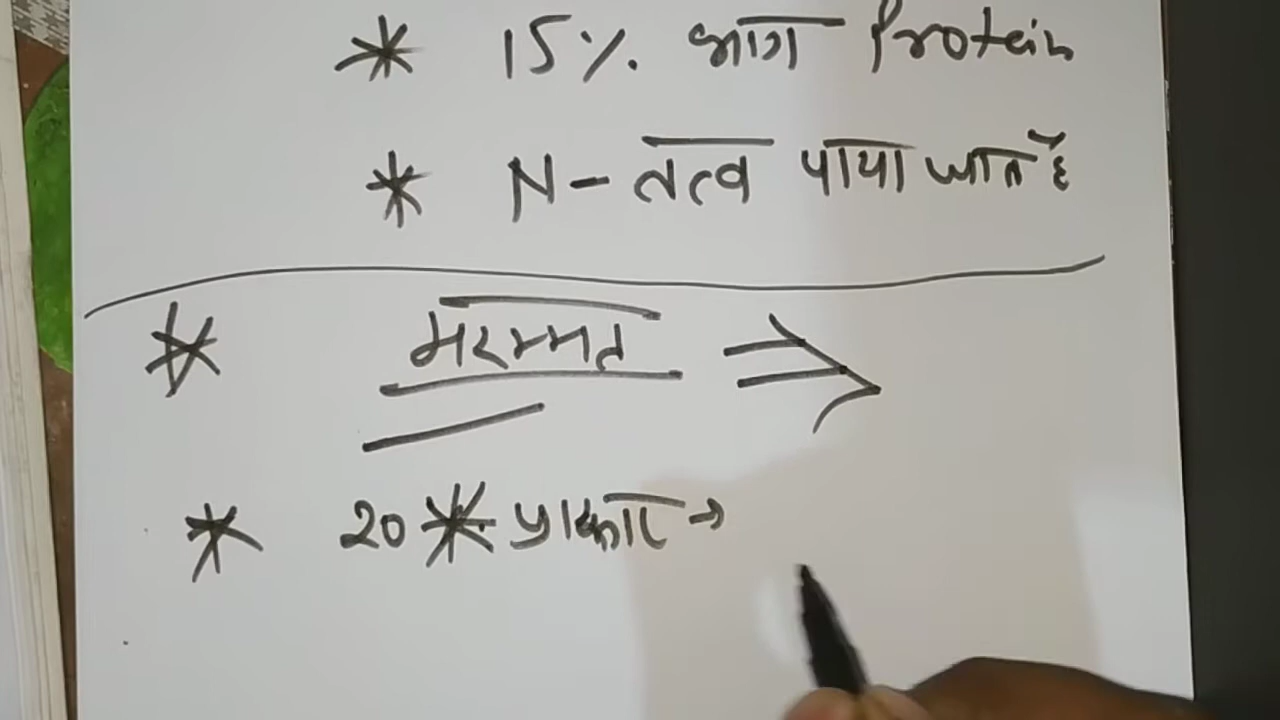 * 15% भाग Protein
* N - तत्व पाया जाता है
* मरम्मत ⇒
* 20 * प्रकार →